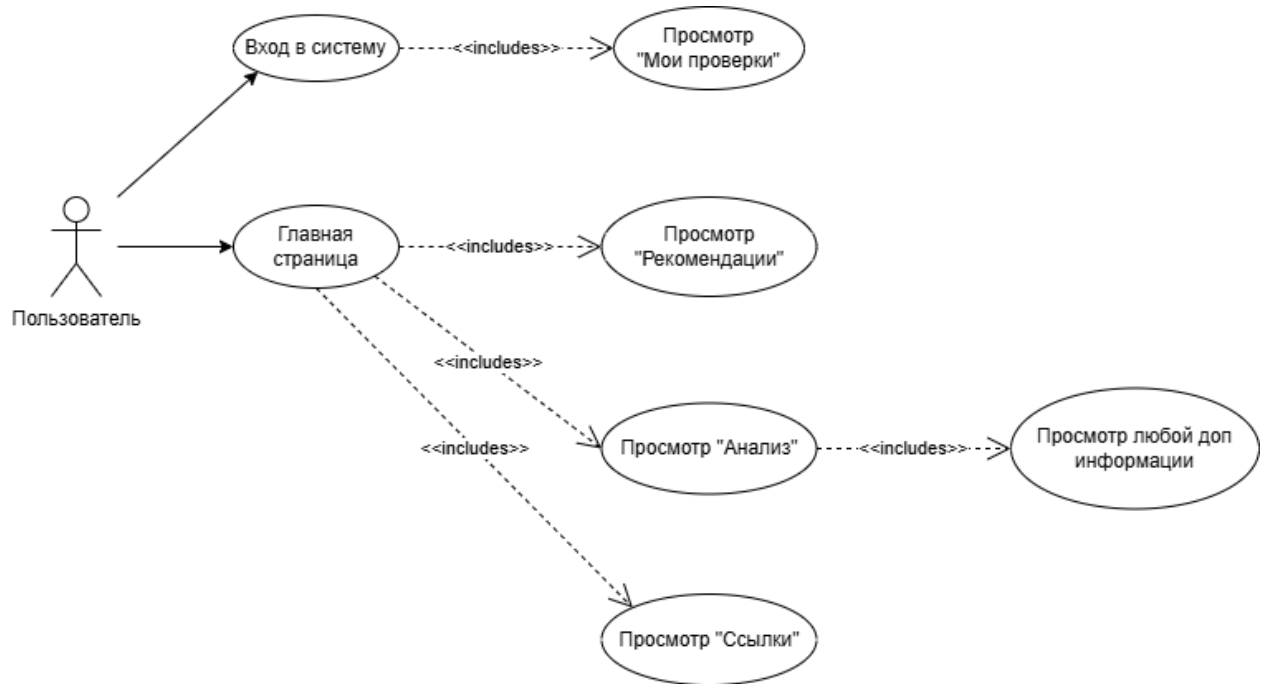 Вход в систему
<<includes>>
Просмотр
"Мои проверки"
Пользователь
Главная
страница
<<includes>>
Просмотр
"Рекомендации"
<<includes>>
<<includes>>
Просмотр "Анализ"
<<includes>>
Просмотр любой доп
информации
Просмотр "Ссылки"